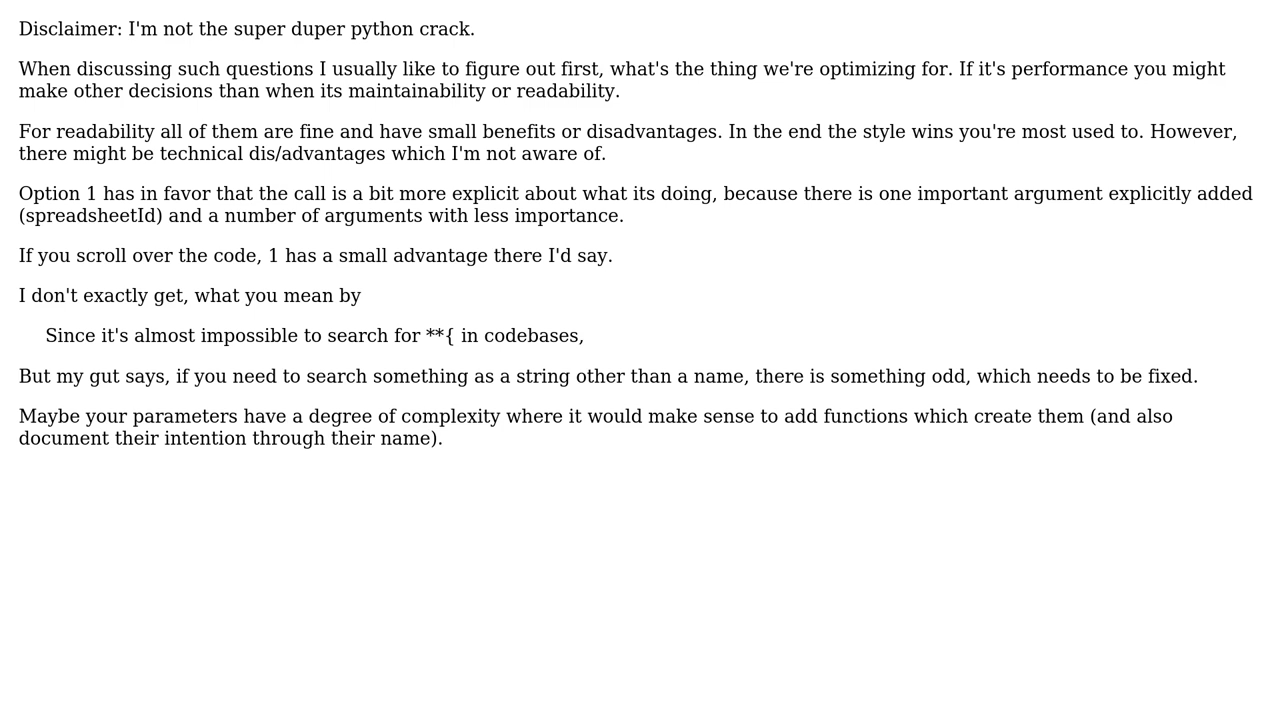 Disclaimer: I'm not the super duper python crack.
When discussing such questions I usually like to figure out first, what's the thing we're optimizing for. If it's performance you might
make other decisions than when its maintainability or readability.
For readability all of them are fine and have small benefits or disadvantages. In the end the style wins you're most used to. However,
there might be technical dis/advantages which I'm not aware of.
Option 1 has in favor that the call is a bit more explicit about what its doing, because there is one important argument explicitly added
(spreadsheetId) and a number of arguments with less importance.
If you scroll over the code, 1 has a small advantage there I'd say.
I don't exactly get, what you mean by
Since it's almost impossible to search for **{ in codebases,
But my gut says, if you need to search something as a string other than a name, there is something odd, which needs to be fixed.
Maybe your parameters have a degree of complexity where it would make sense to add functions which create them (and also
document their intention through their name).